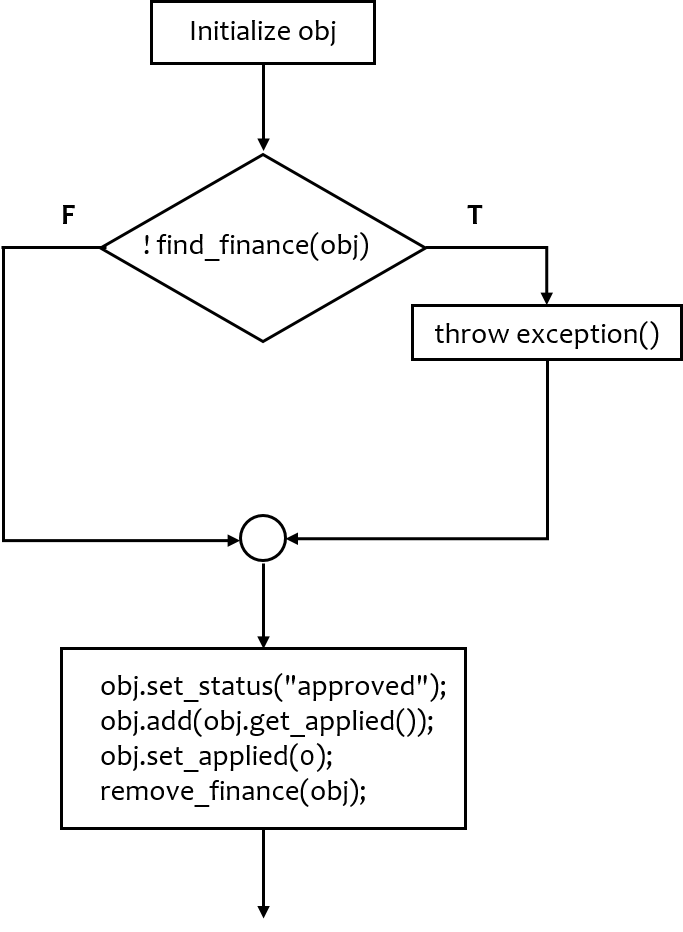 Initialize obj
F
T
! find_finance(obj)
throw exception()
obj.set_status("approved");
obj.add(obj.get_applied());
obj.set_applied(0);
remove_finance(obj);